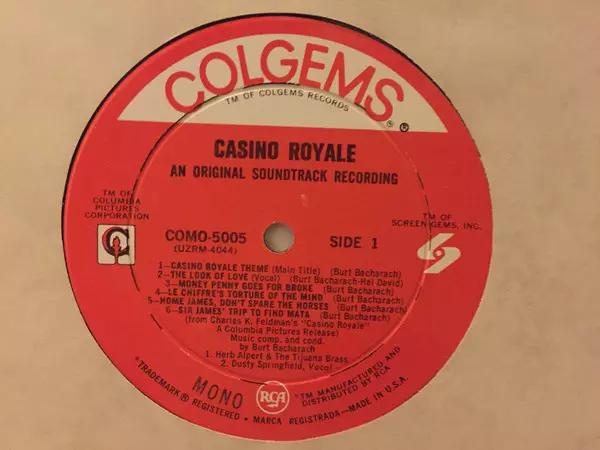 COLGEMS ®
TM OF COLGEMS RECORDS
CASINO ROYALE
AN ORIGINAL SOUNDTRACK RECORDING
TM OF
COLUMBIA
PICTURES
CORPORATION
TM OF
SCREEN GEMS, INC.
COMO-5005
(UZRM-4044)
SIDE 1
1—CASINO ROYALE THEME (Main Title) (Burt Bacharach)
2—THE LOOK OF LOVE (Vocal) (Burt Bacharach-Hal David)
3—MONEY PENNY GOES FOR BROKE (Burt Bacharach)
4—LE CHIFFRE'S TORTURE OF THE MIND (Burt Bacharach)
5—HOME JAMES, DON'T SPARE THE HORSES (Burt Bacharach)
6—SIR JAMES' TRIP TO FIND MATA (Burt Bacharach)
(from Charles K. Feldman's "Casino Royale"
A Columbia Pictures Release)
Music comp. and cond.
by Burt Bacharach
1. Herb Alpert & The Tijuana Brass
2. Dusty Springfield, Vocal
MONO
RCA
"TM MANUFACTURED AND
PRESSED BY RCA
"TRADEMARK® REGISTERED • MARCA REGISTRADA—MADE IN U.S.A.